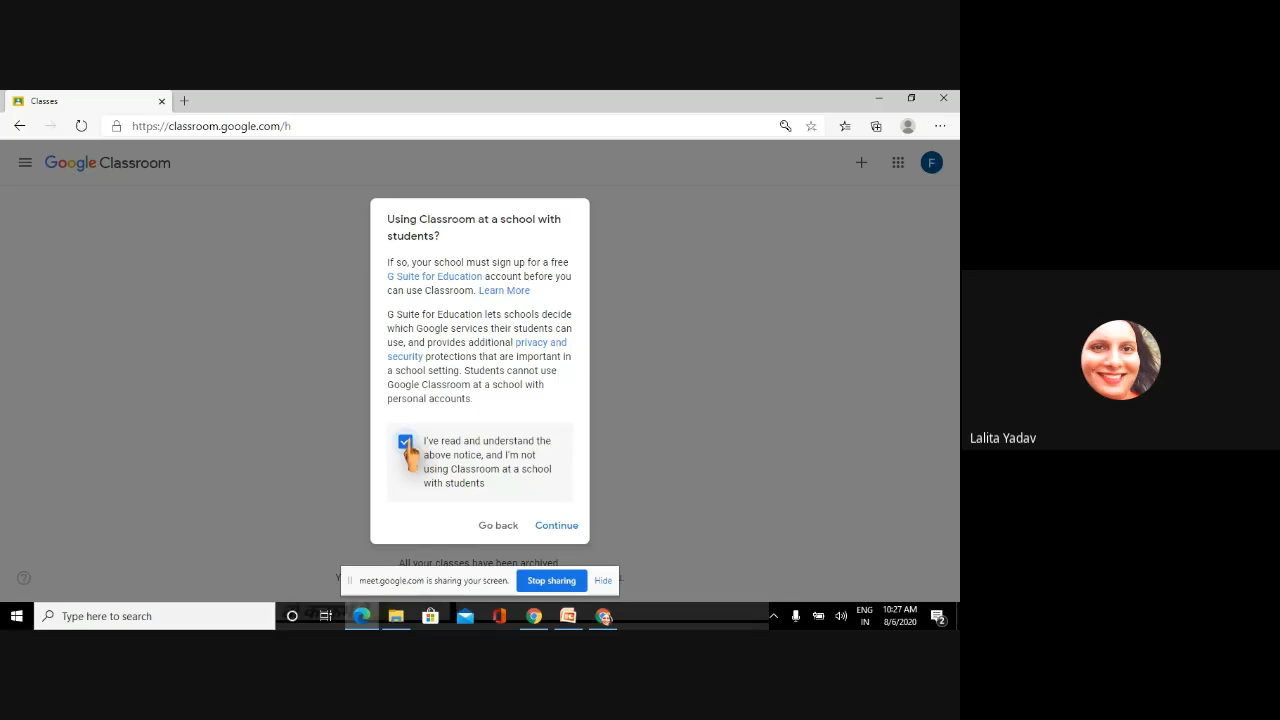 Classes
https://classroom.google.com/h
Google Classroom
F
Using Classroom at a school with
students?
If so, your school must sign up for a free
G Suite for Education account before you
can use Classroom. Learn More
G Suite for Education lets schools decide
which Google services their students can
use, and provides additional privacy and
security protections that are important in
a school setting. Students cannot use
Google Classroom at a school with
personal accounts.
I've read and understand the
above notice, and I'm not
using Classroom at a school
with students
Go back Continue
All your classes have been archived
meet.google.com is sharing your screen. Stop sharing Hide
Type here to search
ENG
IN
10:27 AM
8/6/2020
2
Lalita Yadav